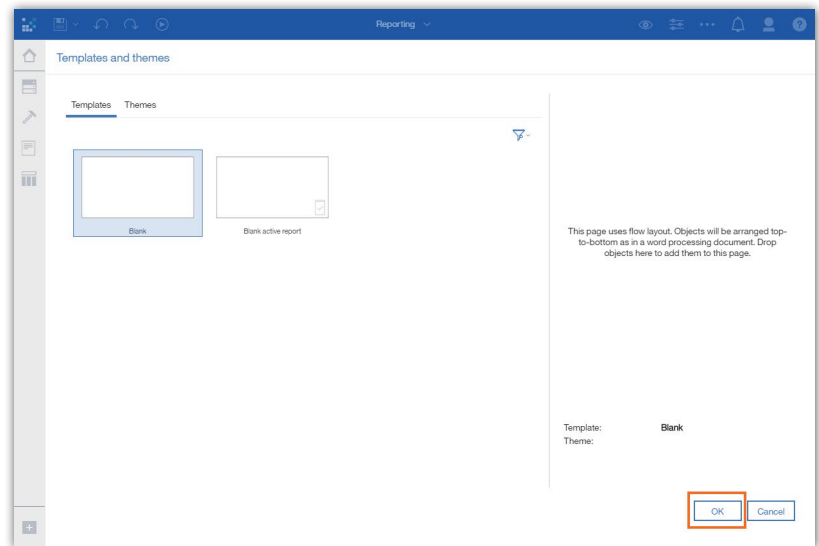 Reporting
?
Templates and themes
Templates Themes
Blank
Blank active report
This page uses flow layout. Objects will be arranged top-
to-bottom as in a word processing document. Drop
objects here to add them to this page.
Template: Blank
Theme:
OK Cancel